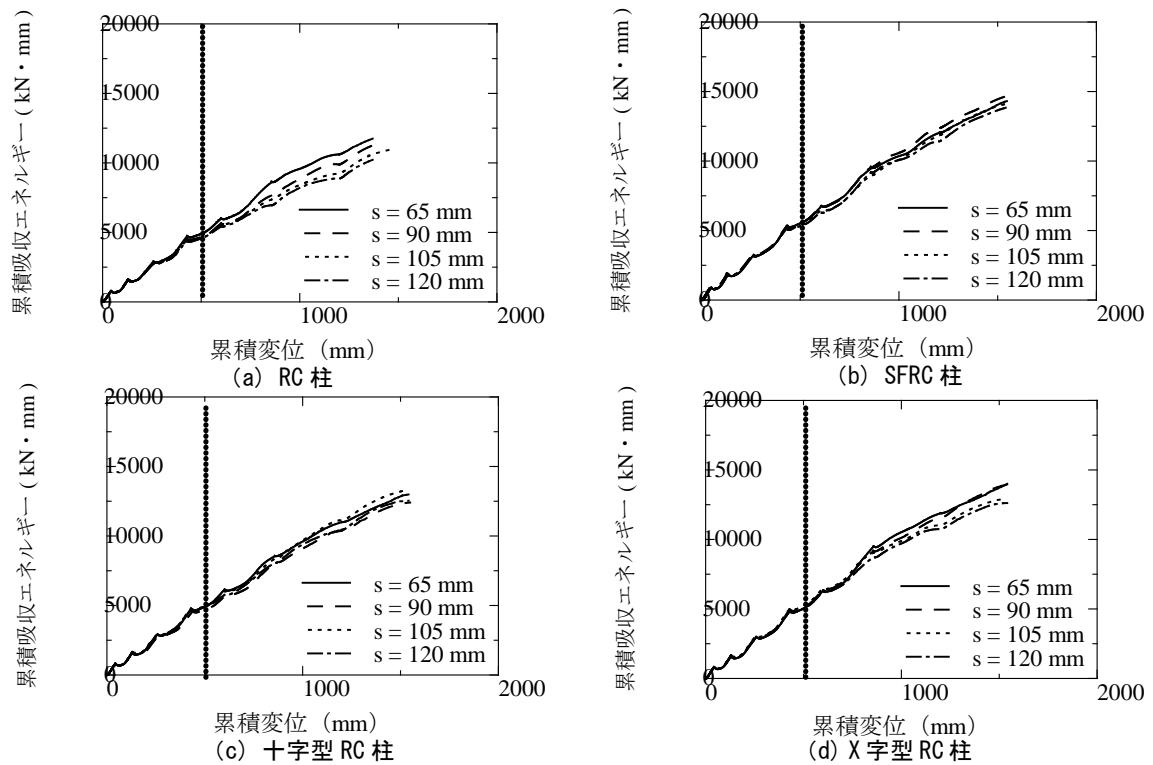 累積吸収エネルギー ( kN・mm )
20000
15000
10000
5000
0
s = 65 mm
s = 90 mm
s = 105 mm
s = 120 mm
0 1000 2000
累積変位 (mm)
(a) RC 柱
累積吸収エネルギー ( kN・mm )
20000
15000
10000
5000
0
s = 65 mm
s = 90 mm
s = 105 mm
s = 120 mm
0 1000 2000
累積変位 (mm)
(b) SFRC 柱
累積吸収エネルギー ( kN・mm )
20000
15000
10000
5000
0
s = 65 mm
s = 90 mm
s = 105 mm
s = 120 mm
0 1000 2000
累積変位 (mm)
(c) 十字型 RC 柱
累積吸収エネルギー ( kN・mm )
20000
15000
10000
5000
0
s = 65 mm
s = 90 mm
s = 105 mm
s = 120 mm
0 1000 2000
累積変位 (mm)
(d) X 字型 RC 柱